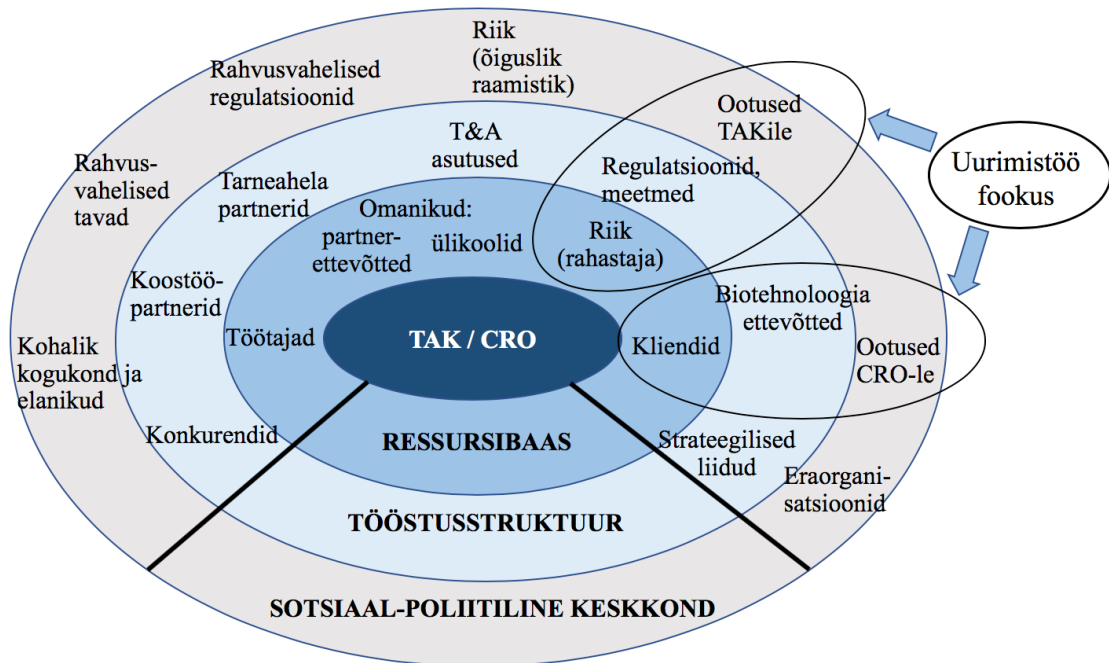 Riik
(õiguslik
raamistik)
Rahvusvahelised
regulatsioonid
Ootused
TAKile
T&A
asutused
Uurimistöö
fookus
Rahvus-
vahelised
tavad
Tarneahela
partnerid
Regulatsioonid,
meetmed
Omanikud:
partner-
ettevõtted
ülikoolid
Riik
(rahastaja)
Koostöö-
partnerid
Biotehnoloogia
ettevõtted
Töötajad
TAK / CRO
Kliendid
Kohalik
kogukond ja
elanikud
Ootused
CRO-le
Konkurendid
RESSURSIBAAS
Strateegilised
liidud
Eraorgani-
satsioonid
TÖÖSTUSSTRUKTUUR
SOTSIAAL-POLIITILINE KESKKOND